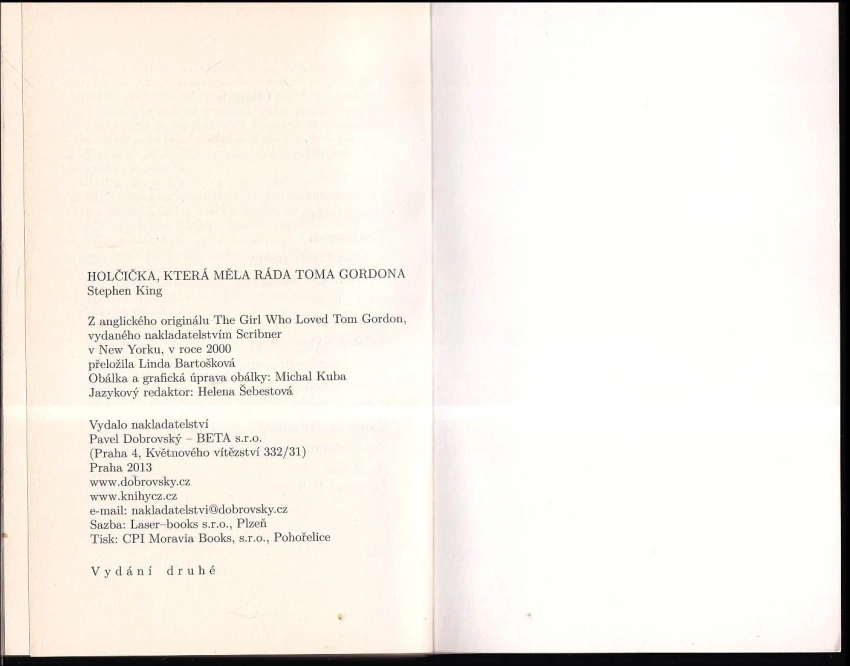 HOLČIČKA, KTERÁ MĚLA RÁDA TOMA GORDONA
Stephen King
Z anglického originálu The Girl Who Loved Tom Gordon,
vydaného nakladatelstvím Scribner
v New Yorku, v roce 2000
přeložila Linda Bartošková
Obálka a grafická úprava obálky: Michal Kuba
Jazykový redaktor: Helena Šebestová
Vydalo nakladatelství
Pavel Dobrovský – BETA s.r.o.
(Praha 4, Květnového vítězství 332/31)
Praha 2013
www.dobrovsky.cz
www.knihycz.cz
e-mail: nakladatelstvi@dobrovsky.cz
Sazba: Laser–books s.r.o., Plzeň
Tisk: CPI Moravia Books, s.r.o., Pohořelice
Vydání druhé